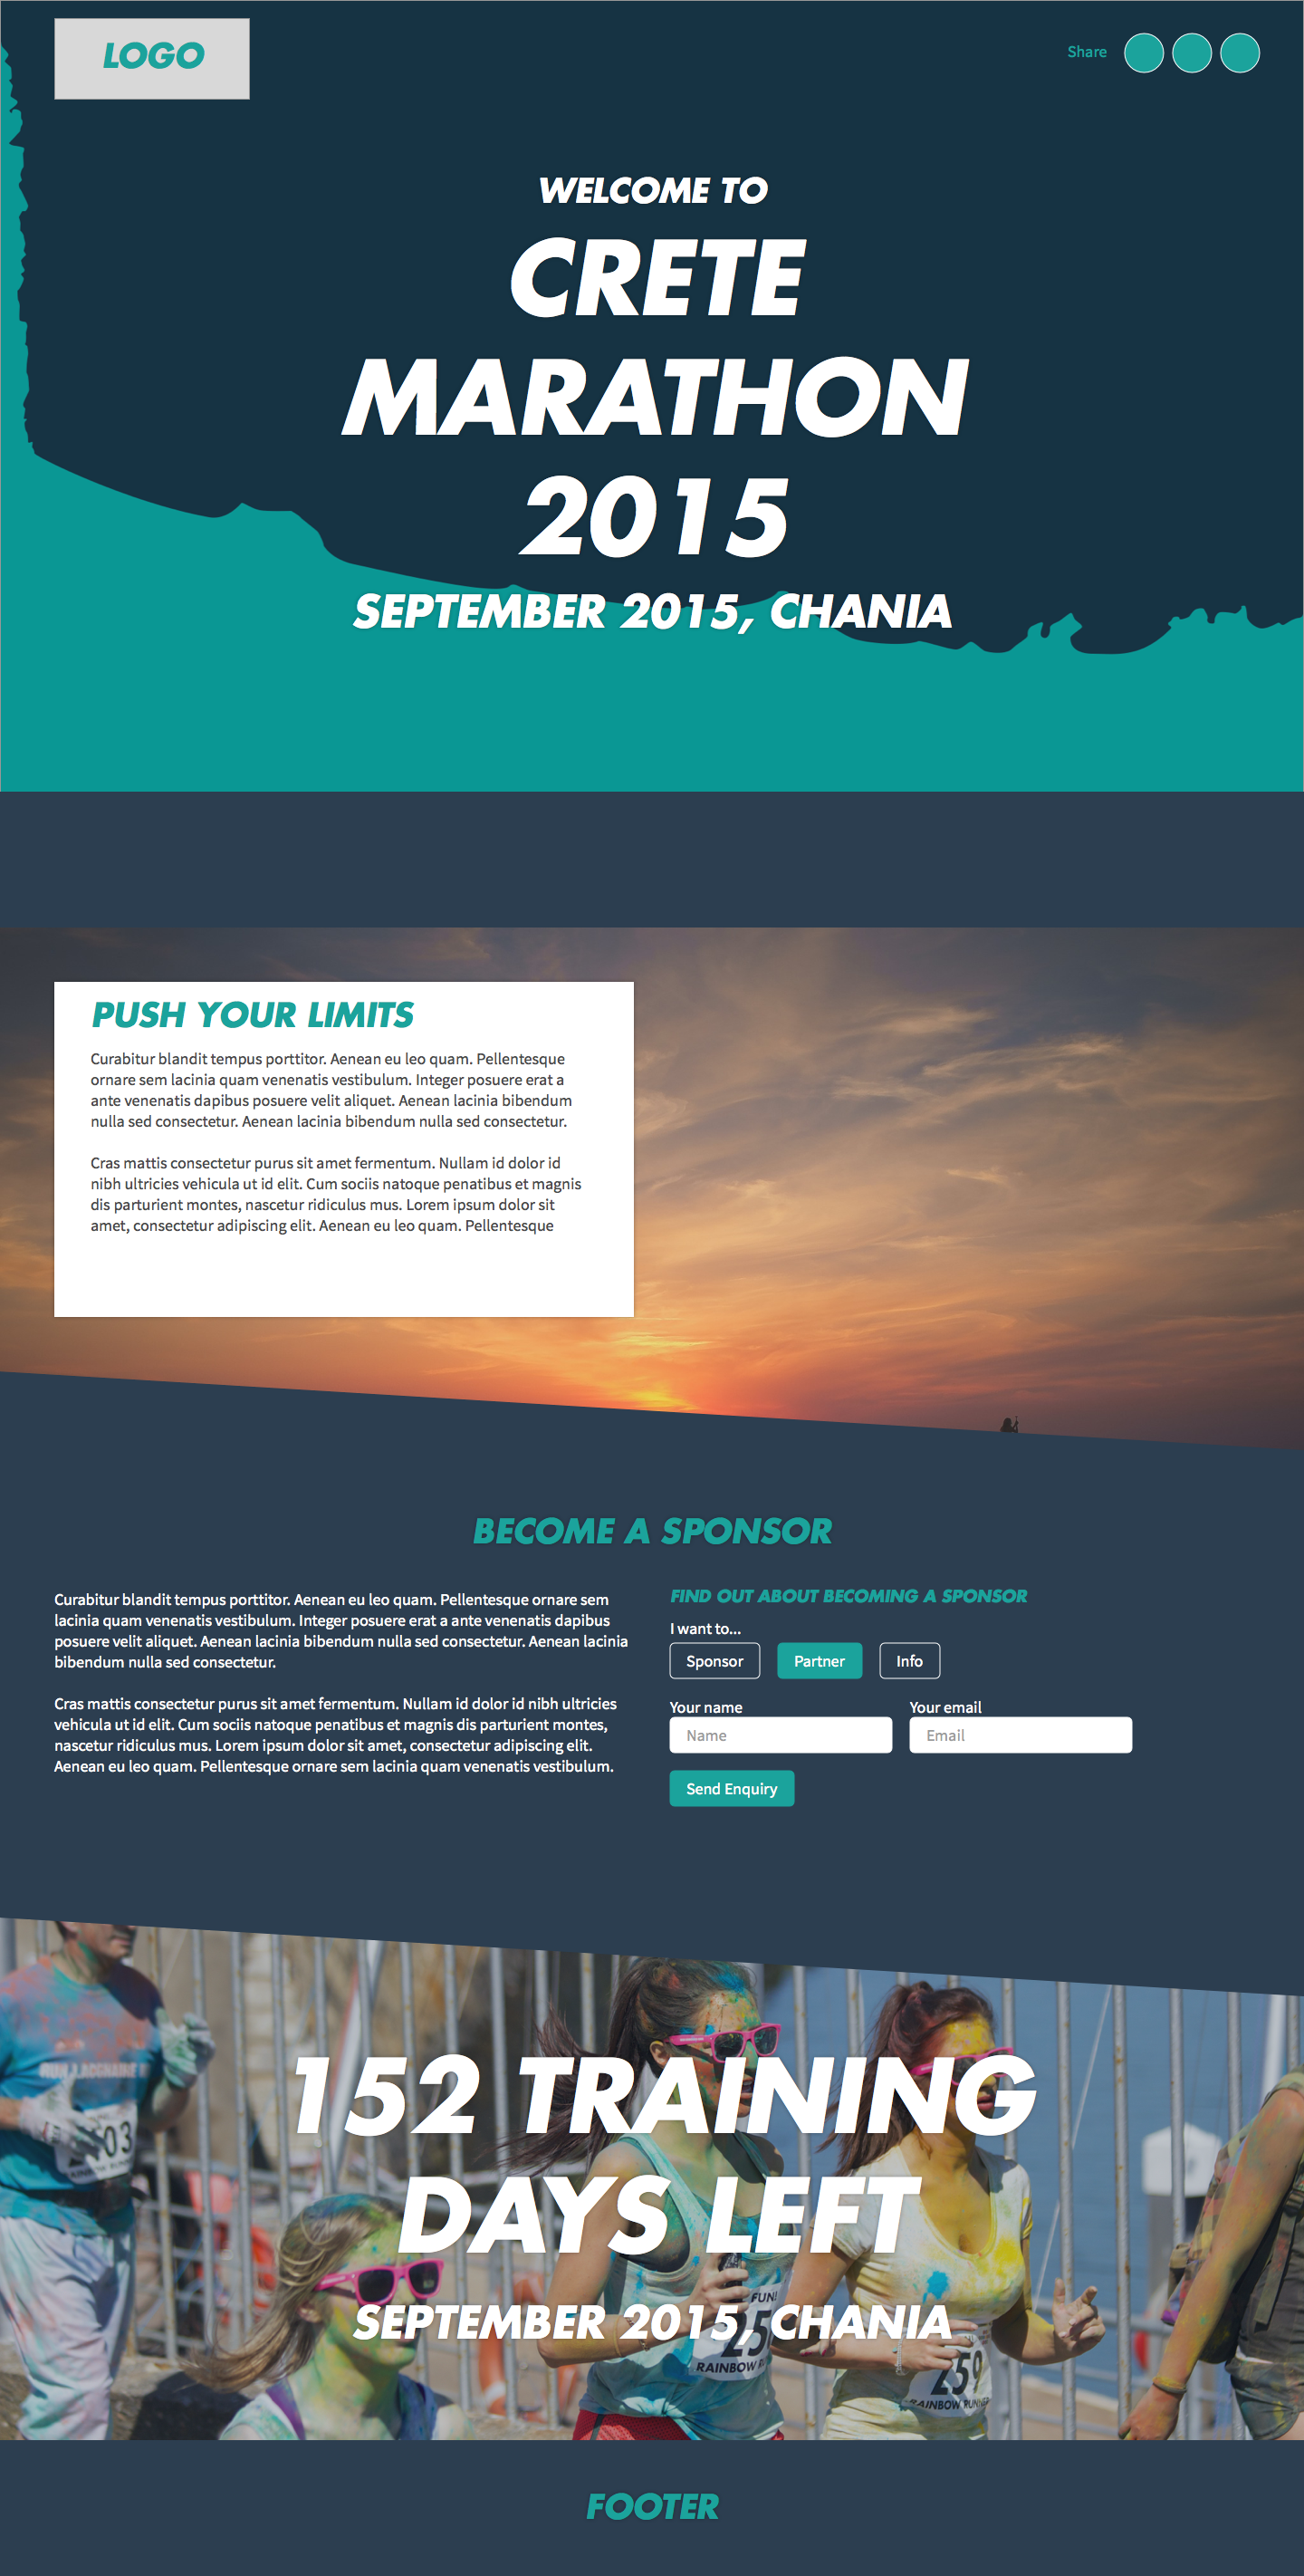 LOGO
Share
WELCOME TO
CRETE
MARATHON
2015
SEPTEMBER 2015, CHANIA
PUSH YOUR LIMITS
Curabitur blandit tempus porttitor. Aenean eu leo quam. Pellentesque
ornare sem lacinia quam venenatis vestibulum. Integer posuere erat a
ante venenatis dapibus posuere velit aliquet. Aenean lacinia bibendum
nulla sed consectetur. Aenean lacinia bibendum nulla sed consectetur.
Cras mattis consectetur purus sit amet fermentum. Nullam id dolor id
nibh ultricies vehicula ut id elit. Cum sociis natoque penatibus et magnis
dis parturient montes, nascetur ridiculus mus. Lorem ipsum dolor sit
amet, consectetur adipiscing elit. Aenean eu leo quam. Pellentesque
BECOME A SPONSOR
Curabitur blandit tempus porttitor. Aenean eu leo quam. Pellentesque ornare sem
lacinia quam venenatis vestibulum. Integer posuere erat a ante venenatis dapibus
posuere velit aliquet. Aenean lacinia bibendum nulla sed consectetur. Aenean lacinia
bibendum nulla sed consectetur.
Cras mattis consectetur purus sit amet fermentum. Nullam id dolor id nibh ultricies
vehicula ut id elit. Cum sociis natoque penatibus et magnis dis parturient montes,
nascetur ridiculus mus. Lorem ipsum dolor sit amet, consectetur adipiscing elit.
Aenean eu leo quam. Pellentesque ornare sem lacinia quam venenatis vestibulum.
FIND OUT ABOUT BECOMING A SPONSOR
I want to...
Sponsor Partner Info
Your name Your email
Name Email
Send Enquiry
152 TRAINING
DAYS LEFT
SEPTEMBER 2015, CHANIA
FUN!
25
RAINBOW RUN
259
RAINBOW RUN
FOOTER